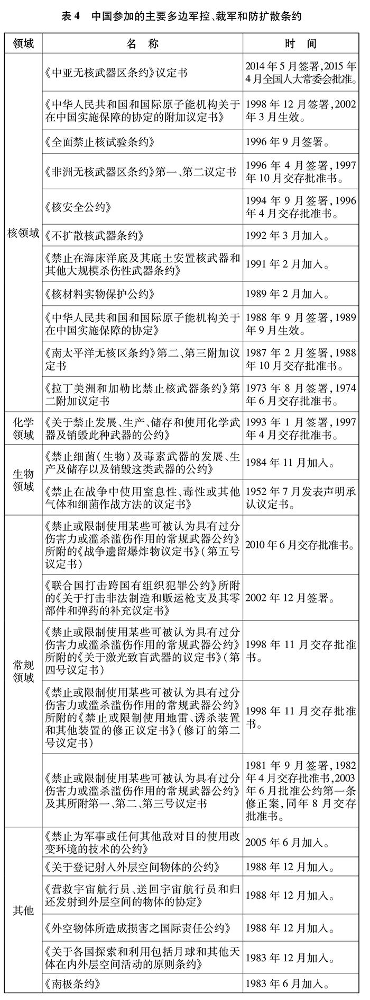 表4　中国参加的主要多边军控、裁军和防扩散条约
领域　名　称　时　间
核领域
《中亚无核武器区条约》议定书
2014年5月签署,2015年
4月全国人大常委会批准。
《中华人民共和国和国际原子能机构关于
在中国实施保障的协定的附加议定书》
1998年12月签署,2002
年3月生效。
《全面禁止核试验条约》
1996年9月签署。
《非洲无核武器区条约》第一、第二议定书
1996年4月签署,1997
年10月交存批准书。
《核安全公约》
1994年9月签署,1996
年4月交存批准书。
《不扩散核武器条约》
1992年3月加入。
《禁止在海床洋底及其底土安置核武器和
其他大规模杀伤性武器条约》
1991年2月加入。
《核材料实物保护公约》
1989年2月加入。
《中华人民共和国和国际原子能机构关于
在中国实施保障的协定》
1988年9月签署,1989
年9月生效。
《南太平洋无核区条约》第二、第三附加议
定书
1987年2月签署,1988
年10月交存批准书。
《拉丁美洲和加勒比禁止核武器条约》第
二附加议定书
1973年8月签署,1974
年6月交存批准书。
化学
领域
《关于禁止发展、生产、储存和使用化学武
器及销毁此种武器的公约》
1993年1月签署,1997
年4月交存批准书。
生物
领域
《禁止细菌(生物)及毒素武器的发展、生
产及储存以及销毁这类武器的公约》
1984年11月加入。
《禁止在战争中使用窒息性、毒性或其他
气体和细菌作战方法的议定书》
1952年7月发表声明承
认议定书。
常规
领域
《禁止或限制使用某些可被认为具有过分
伤害力或滥杀滥伤作用的常规武器公约》
所附的《战争遗留爆炸物议定书》(第五号
议定书)
2010年6月交存批准书。
《联合国打击跨国有组织犯罪公约》所附
的《关于打击非法制造和贩运枪支及其零
部件和弹药的补充议定书》
2002年12月签署。
《禁止或限制使用某些可被认为具有过分
伤害力或滥杀滥伤作用的常规武器公约》
所附的《关于激光致盲武器的议定书》(第
四号议定书)
1998年11月交存批准
书。
《禁止或限制使用某些可被认为具有过分
伤害力或滥杀滥伤作用的常规武器公约》
所附的《禁止或限制使用地雷、诱杀装置
和其他装置的修正议定书》(修订的第二
号议定书)
1998年11月交存批准
书。
《禁止或限制使用某些可被认为具有过分
伤害力或滥杀滥伤作用的常规武器公约》
及其所附第一、第二、第三号议定书
1981年9月签署,1982
年4月交存批准书,2003
年6月批准公约第一条
修正案,同年8月交存
批准书。
其他
《禁止为军事或任何其他敌对目的使用改
变环境的技术的公约》
2005年6月加入。
《关于登记射入外层空间物体的公约》
1988年12月加入。
《营救宇宙航行员、送回宇宙航行员和归
还发射到外层空间的物体的协定》
1988年12月加入。
《外空物体所造成损害之国际责任公约》
1988年12月加入。
《关于各国探索和利用包括月球和其他天
体在内外层空间活动的原则条约》
1983年12月加入。
《南极条约》
1983年6月加入。